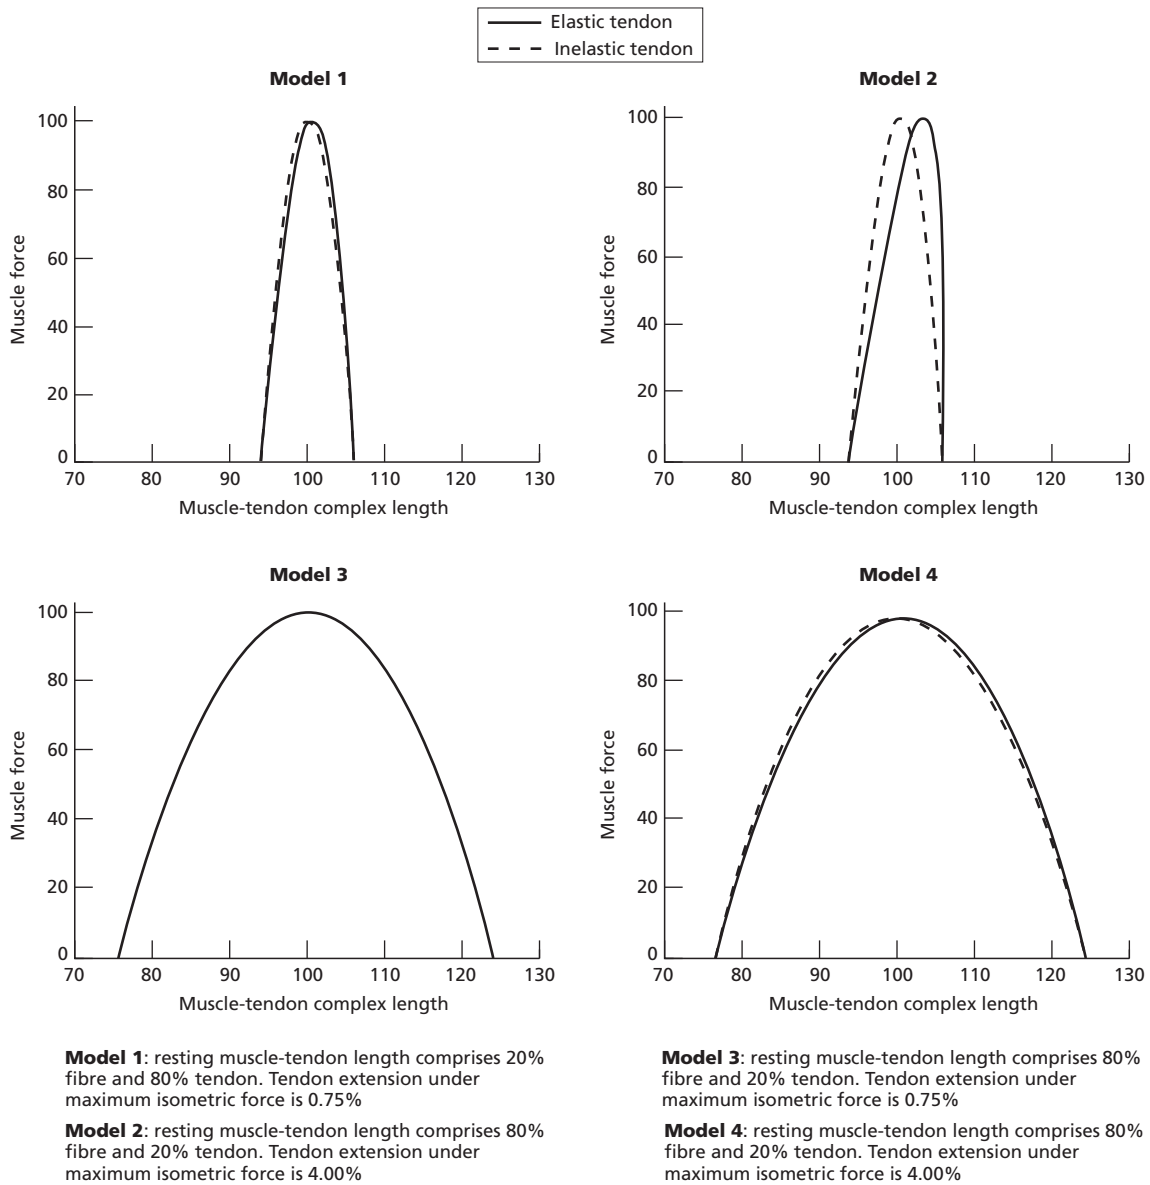 Elastic tendon
Inelastic tendon
Model 1
100
80
60
40
20
0
Muscle force
70 80 90 100 110 120 130
Muscle-tendon complex length
Model 2
100
80
60
40
20
0
Muscle force
70 80 90 100 110 120 130
Muscle-tendon complex length
Model 3
100
80
60
40
20
0
Muscle force
70 80 90 100 110 120 130
Muscle-tendon complex length
Model 4
100
80
60
40
20
0
Muscle force
70 80 90 100 110 120 130
Muscle-tendon complex length
Model 1: resting muscle-tendon length comprises 20%
fibre and 80% tendon. Tendon extension under
maximum isometric force is 0.75%
Model 2: resting muscle-tendon length comprises 80%
fibre and 20% tendon. Tendon extension under
maximum isometric force is 4.00%
Model 3: resting muscle-tendon length comprises 80%
fibre and 20% tendon. Tendon extension under
maximum isometric force is 0.75%
Model 4: resting muscle-tendon length comprises 80%
fibre and 20% tendon. Tendon extension under
maximum isometric force is 4.00%